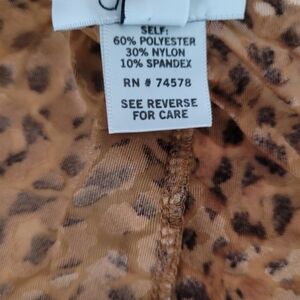 SELF:
60% POLYESTER
30% NYLON
10% SPANDEX
RN # 74578
SEE REVERSE
FOR CARE